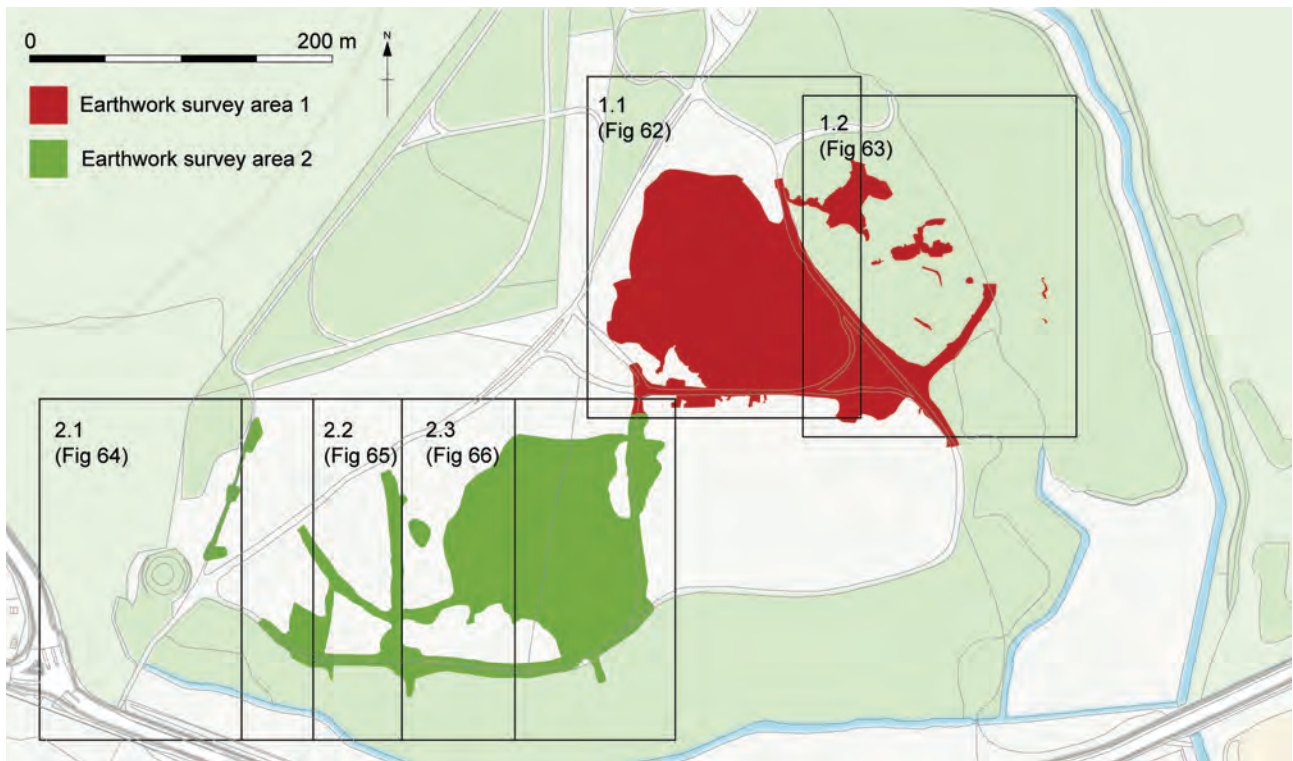 0 200 m
N
Earthwork survey area 1
Earthwork survey area 2
1.1
(Fig 62)
1.2
(Fig 63)
2.1
(Fig 64)
2.2
(Fig 65)
2.3
(Fig 66)